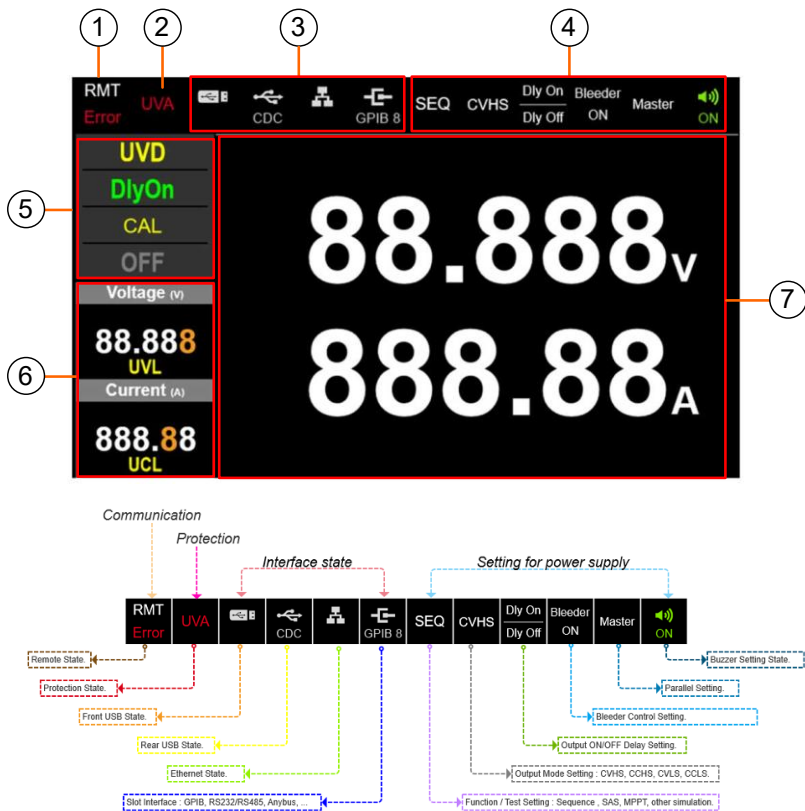 1
2
3
4
RMT
Error
UVA
CDC
GPIB 8
SEQ
CVHS
Dly On
Dly Off
Bleeder
ON
Master
ON
5
UVD
DlyOn
CAL
OFF
6
Voltage (V)
88.888
UVL
Current (A)
888.88
UCL
7
88.888V
888.88A
Communication
Protection
Interface state
Setting for power supply
RMT
Error
UVA
CDC
GPIB 8
SEQ
CVHS
Dly On
Dly Off
Bleeder
ON
Master
ON
Remote State.
Buzzer Setting State.
Protection State.
Parallel Setting.
Front USB State.
Bleeder Control Setting.
Rear USB State.
Output ON/OFF Delay Setting.
Ethernet State.
Output Mode Setting : CVHS, CCHS, CVLS, CCLS.
Slot Interface : GPIB, RS232/RS485, Anybus, ...
Function / Test Setting : Sequence , SAS, MPPT, other simulation.